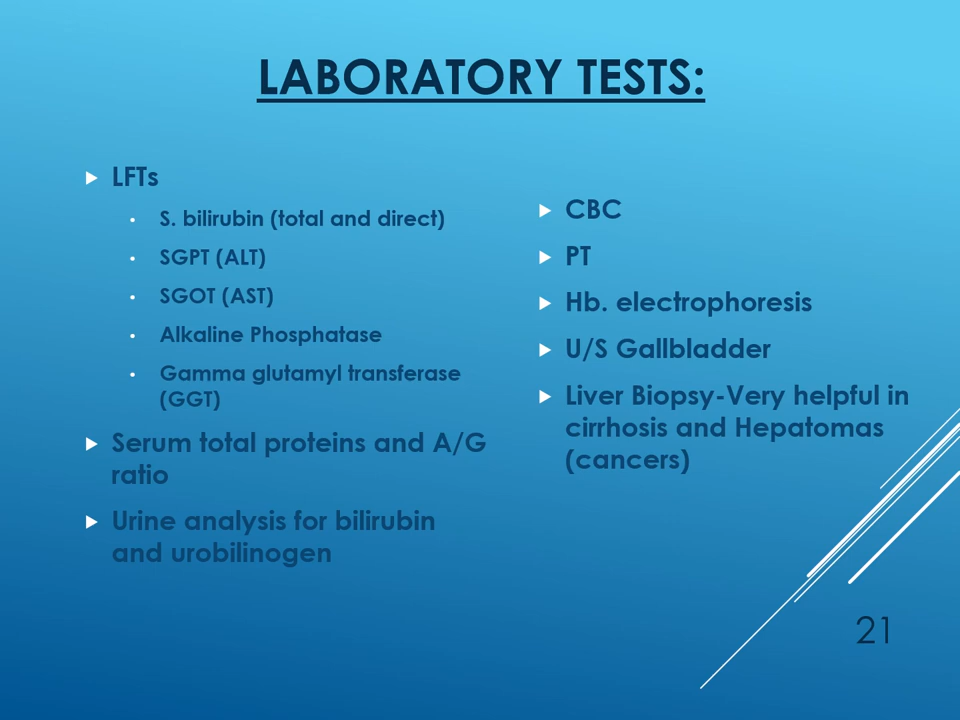 LABORATORY TESTS:
LFTs
S. bilirubin (total and direct)
SGPT (ALT)
SGOT (AST)
Alkaline Phosphatase
Gamma glutamyl transferase
(GGT)
Serum total proteins and A/G
ratio
Urine analysis for bilirubin
and urobilinogen
CBC
PT
Hb. electrophoresis
U/S Gallbladder
Liver Biopsy-Very helpful in
cirrhosis and Hepatomas
(cancers)
21